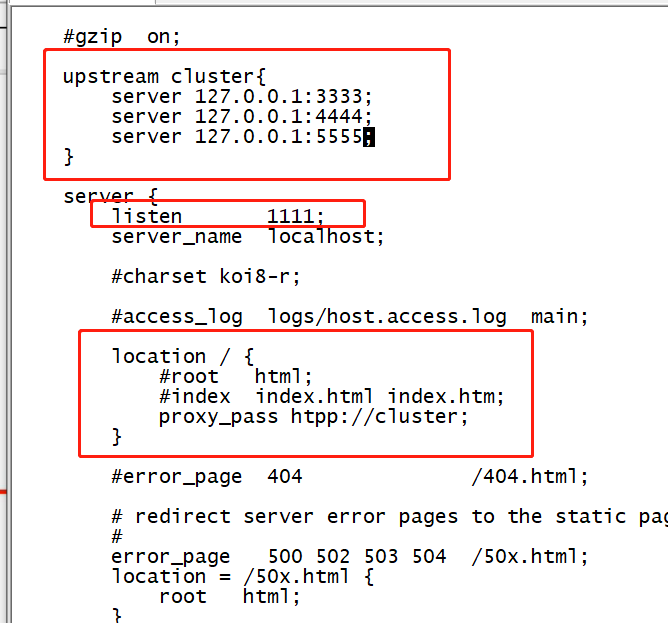 #gzip  on;
upstream cluster{
server 127.0.0.1:3333;
server 127.0.0.1:4444;
server 127.0.0.1:5555;
}
server {
listen       1111;
server_name  localhost;
#charset koi8-r;
#access_log  logs/host.access.log  main;
location / {
#root   html;
#index  index.html index.htm;
proxy_pass htpp://cluster;
}
#error_page  404              /404.html;
# redirect server error pages to the static pag
#
error_page   500 502 503 504  /50x.html;
location = /50x.html {
root   html;
}